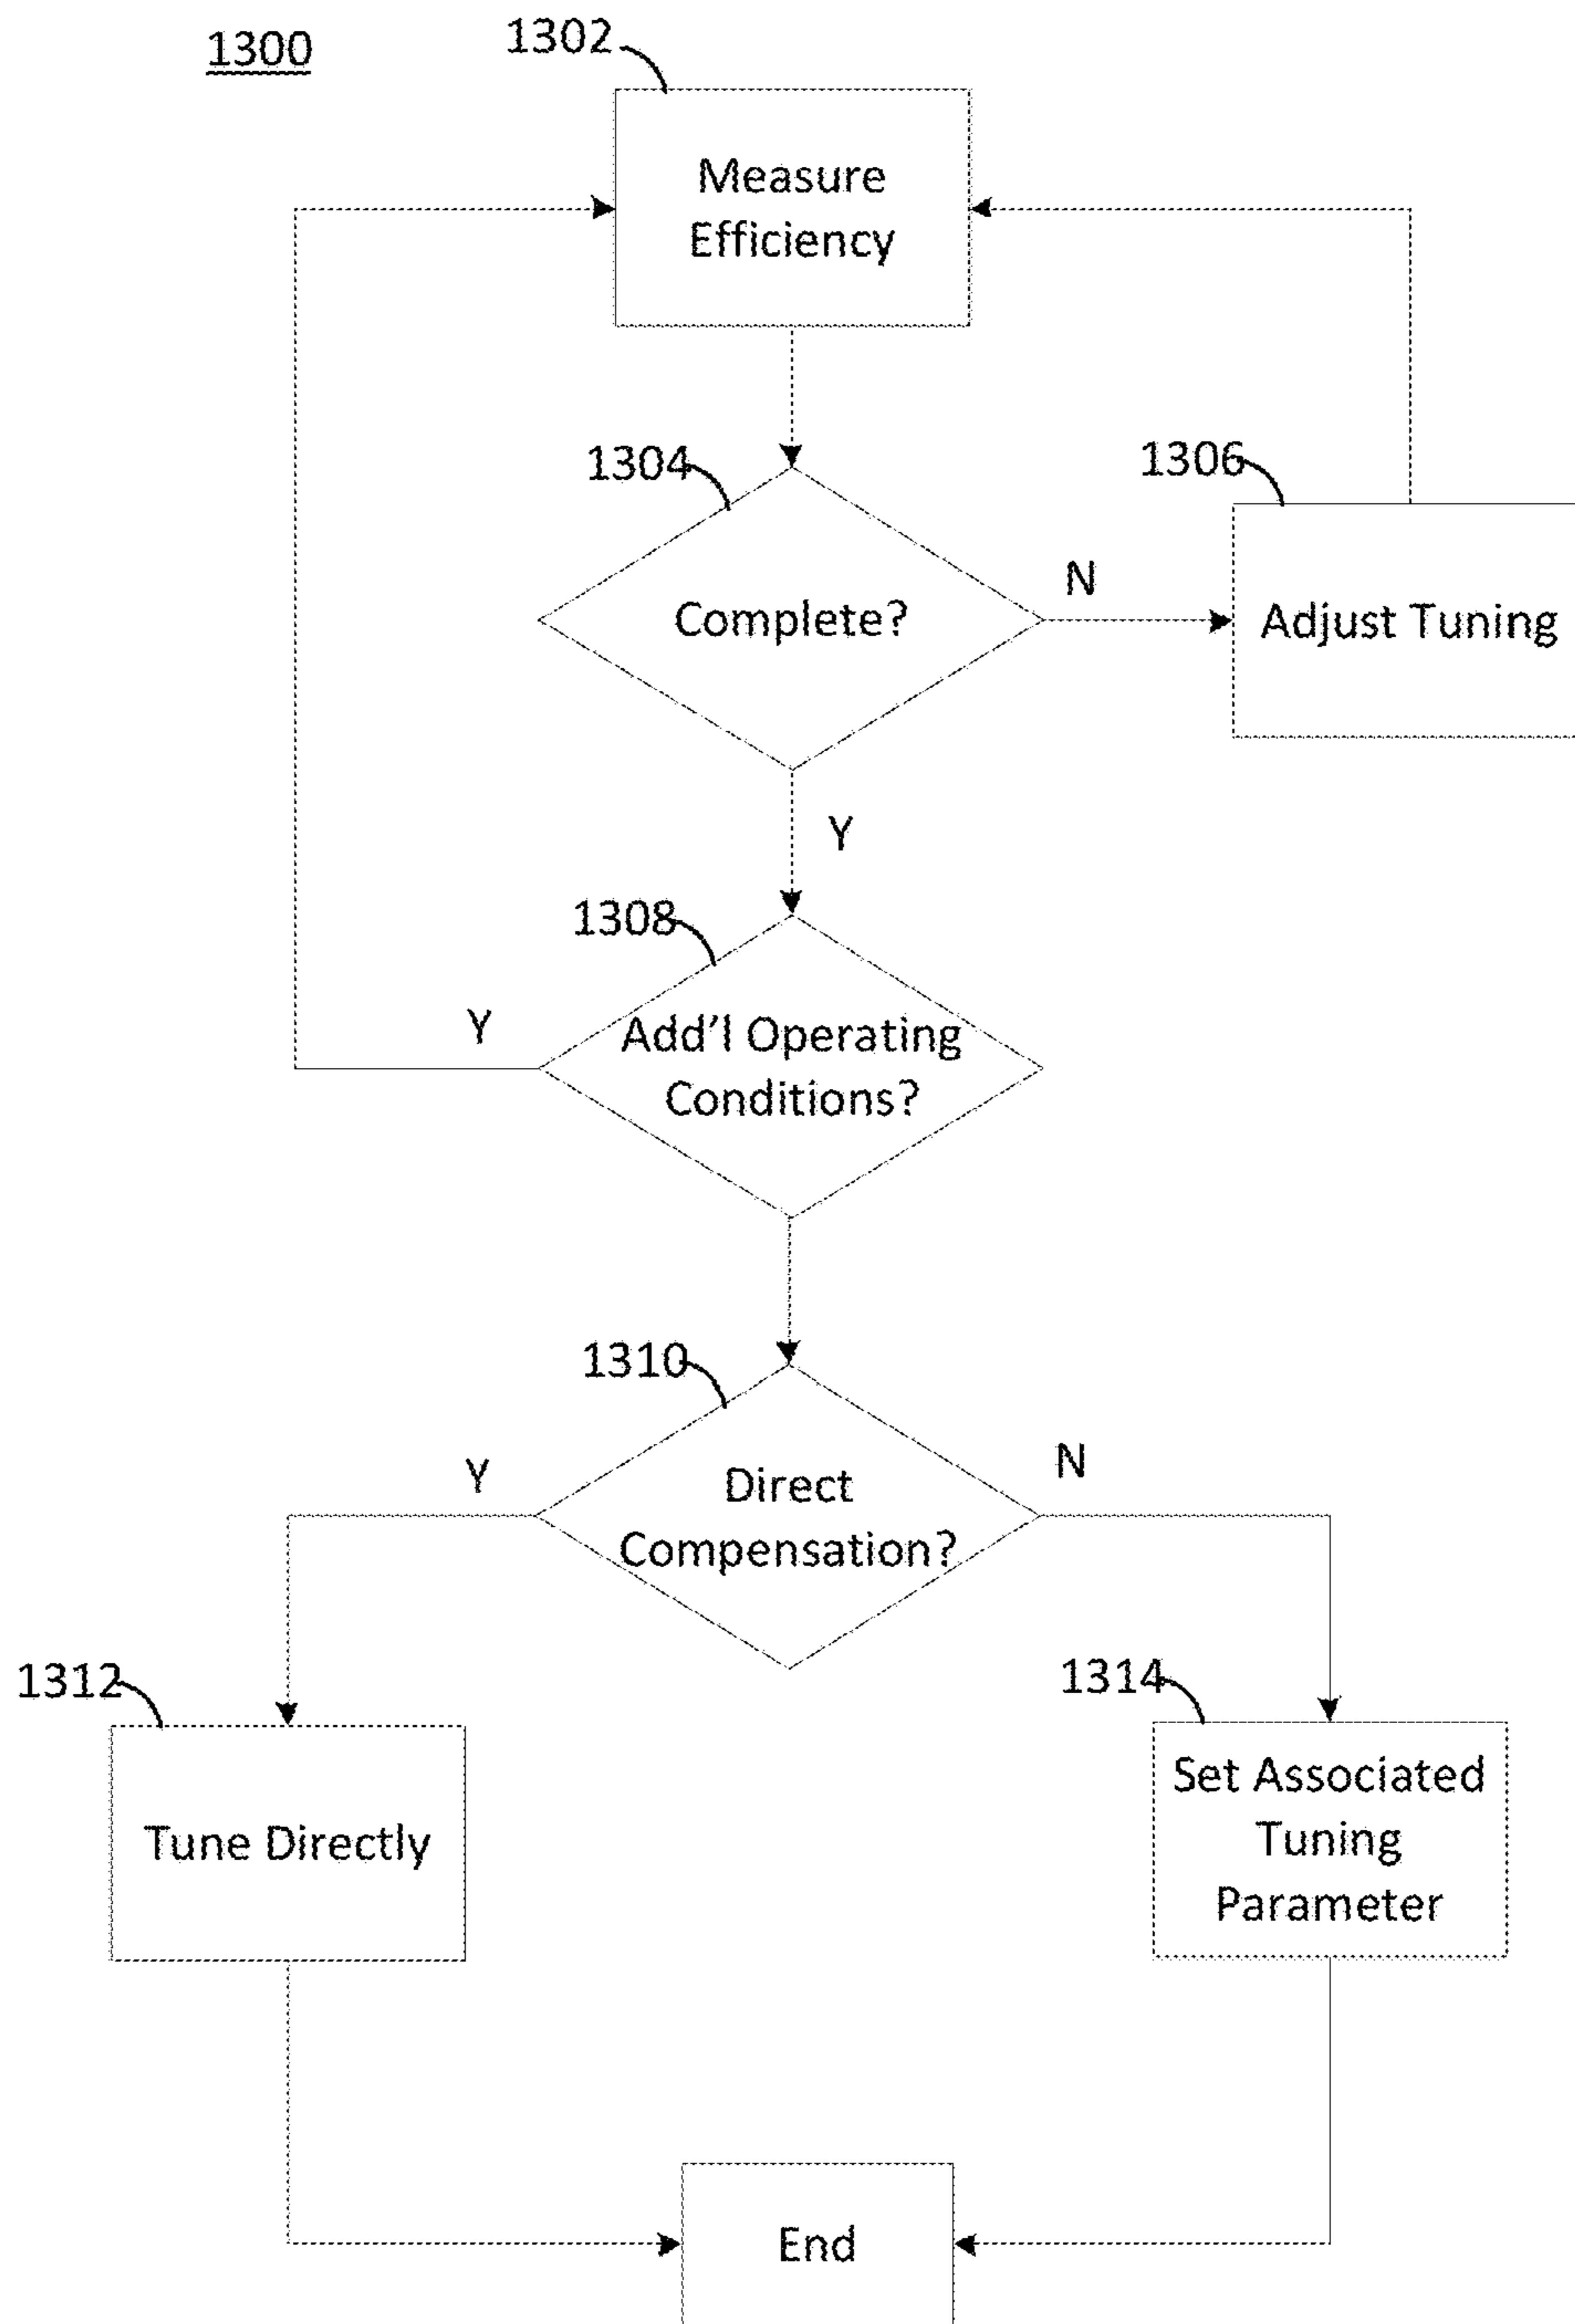 1300
1302
Measure
Efficiency
1304
1306
Complete?
N
Adjust Tuning
Y
1308
Y
Add'l Operating
Conditions?
1310
Y
N
Direct
Compensation?
1312
1314
Tune Directly
Set Associated
Tuning
Parameter
End